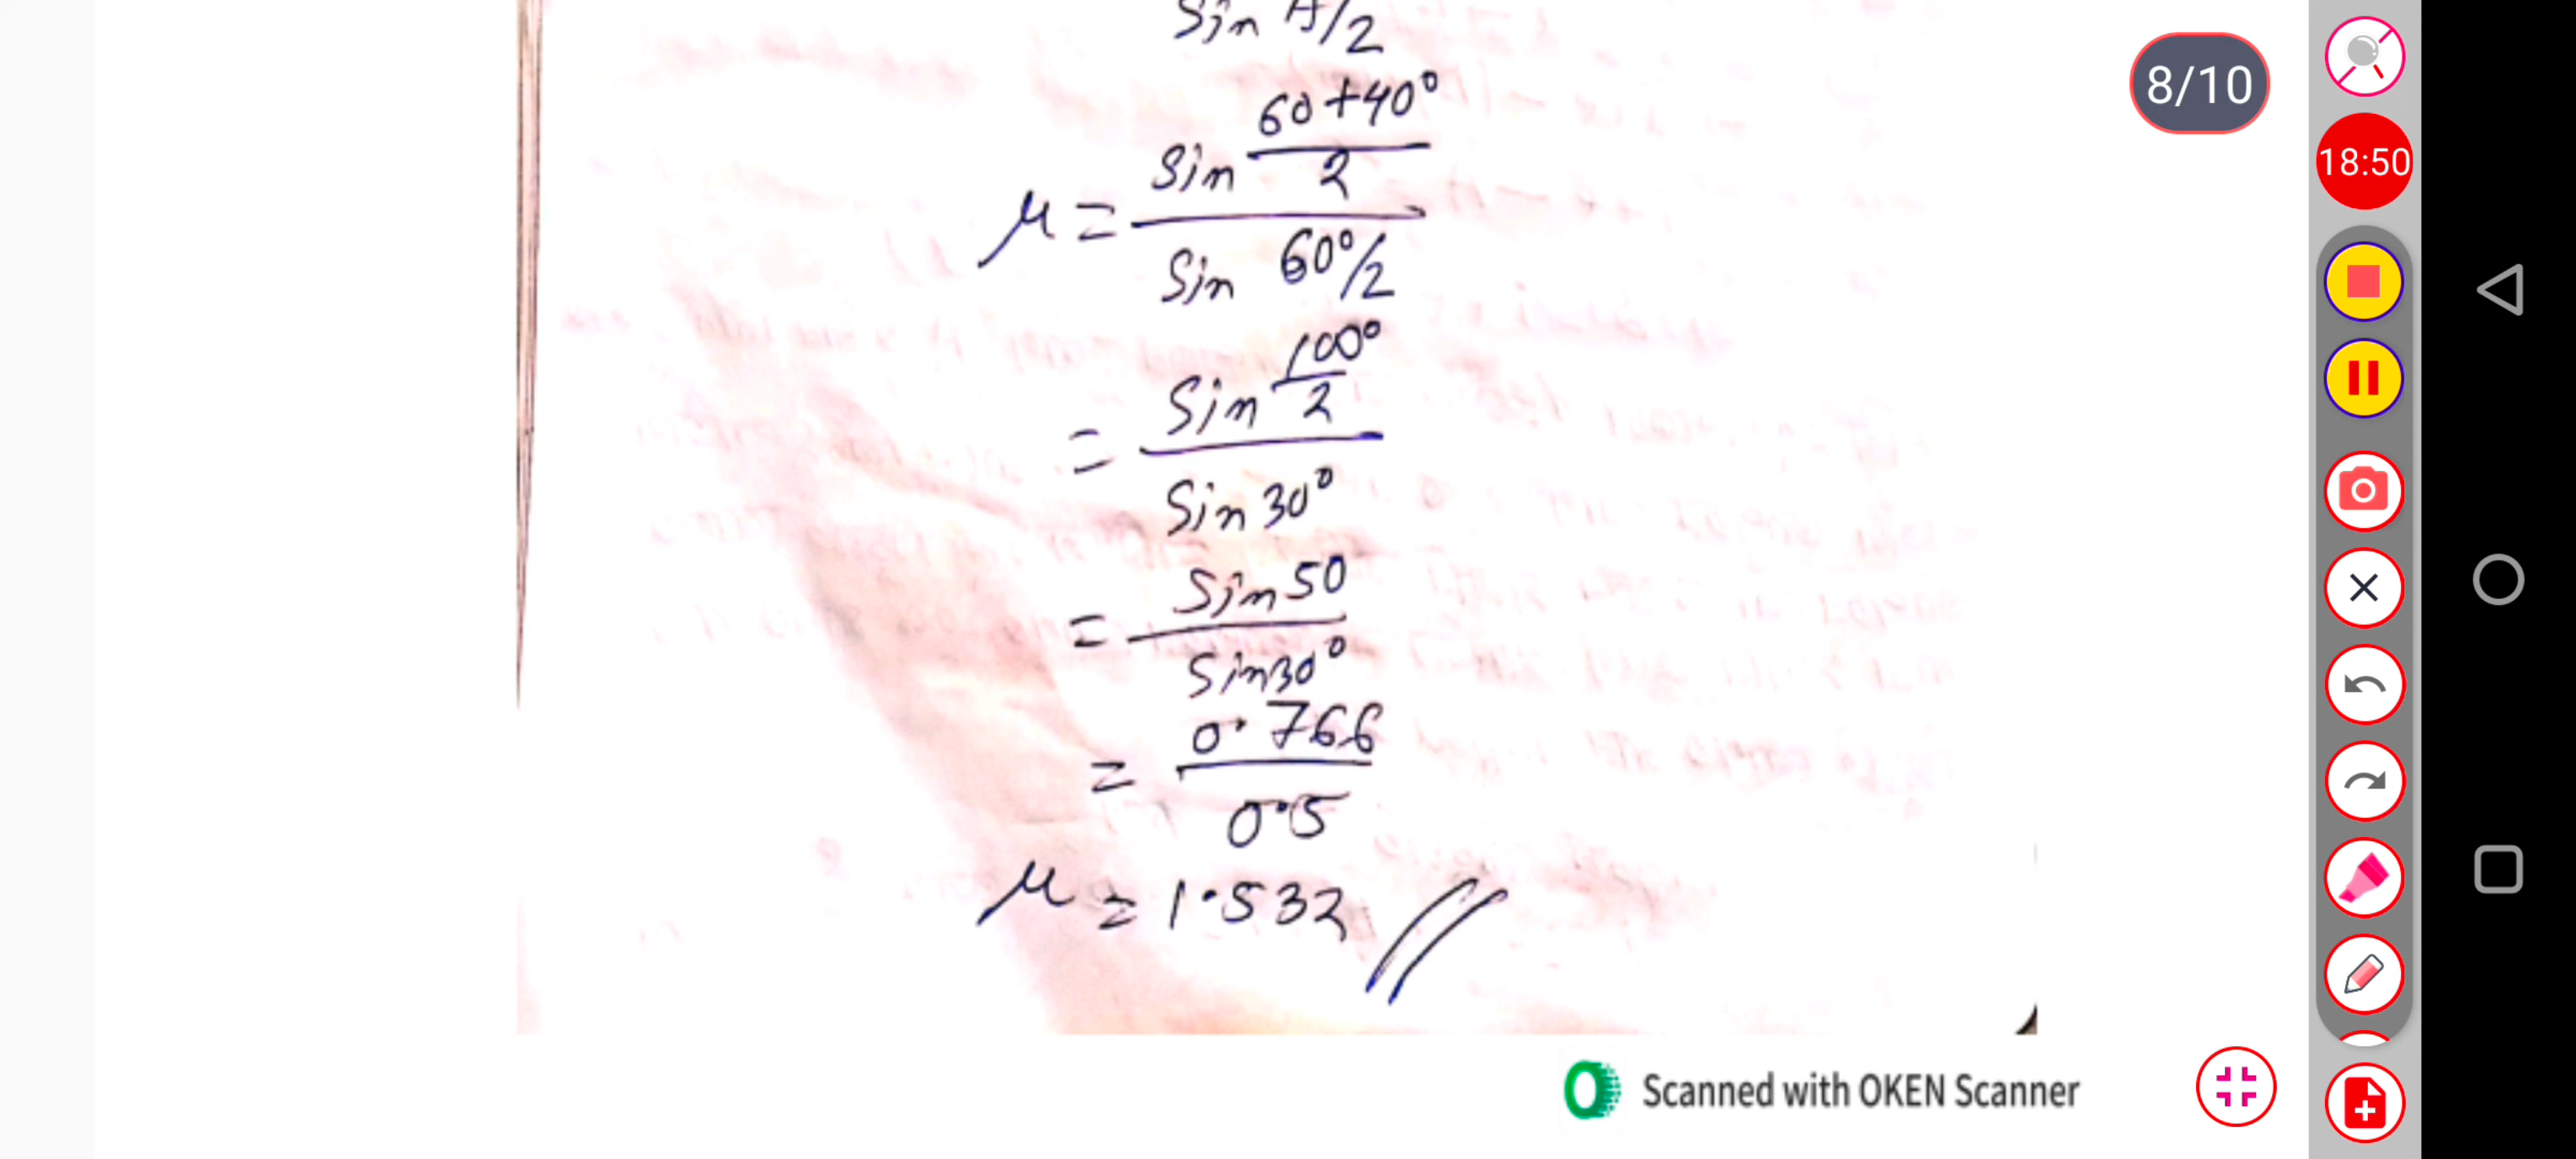 Sin A/2
8/10
18:50
μ = Sin 60+40°/2 / Sin 60°/2
= Sin 100°/2 / Sin 30°
= Sin 50 / Sin 30°
= 0.766 / 0.5
μ = 1.532
Scanned with OKEN Scanner